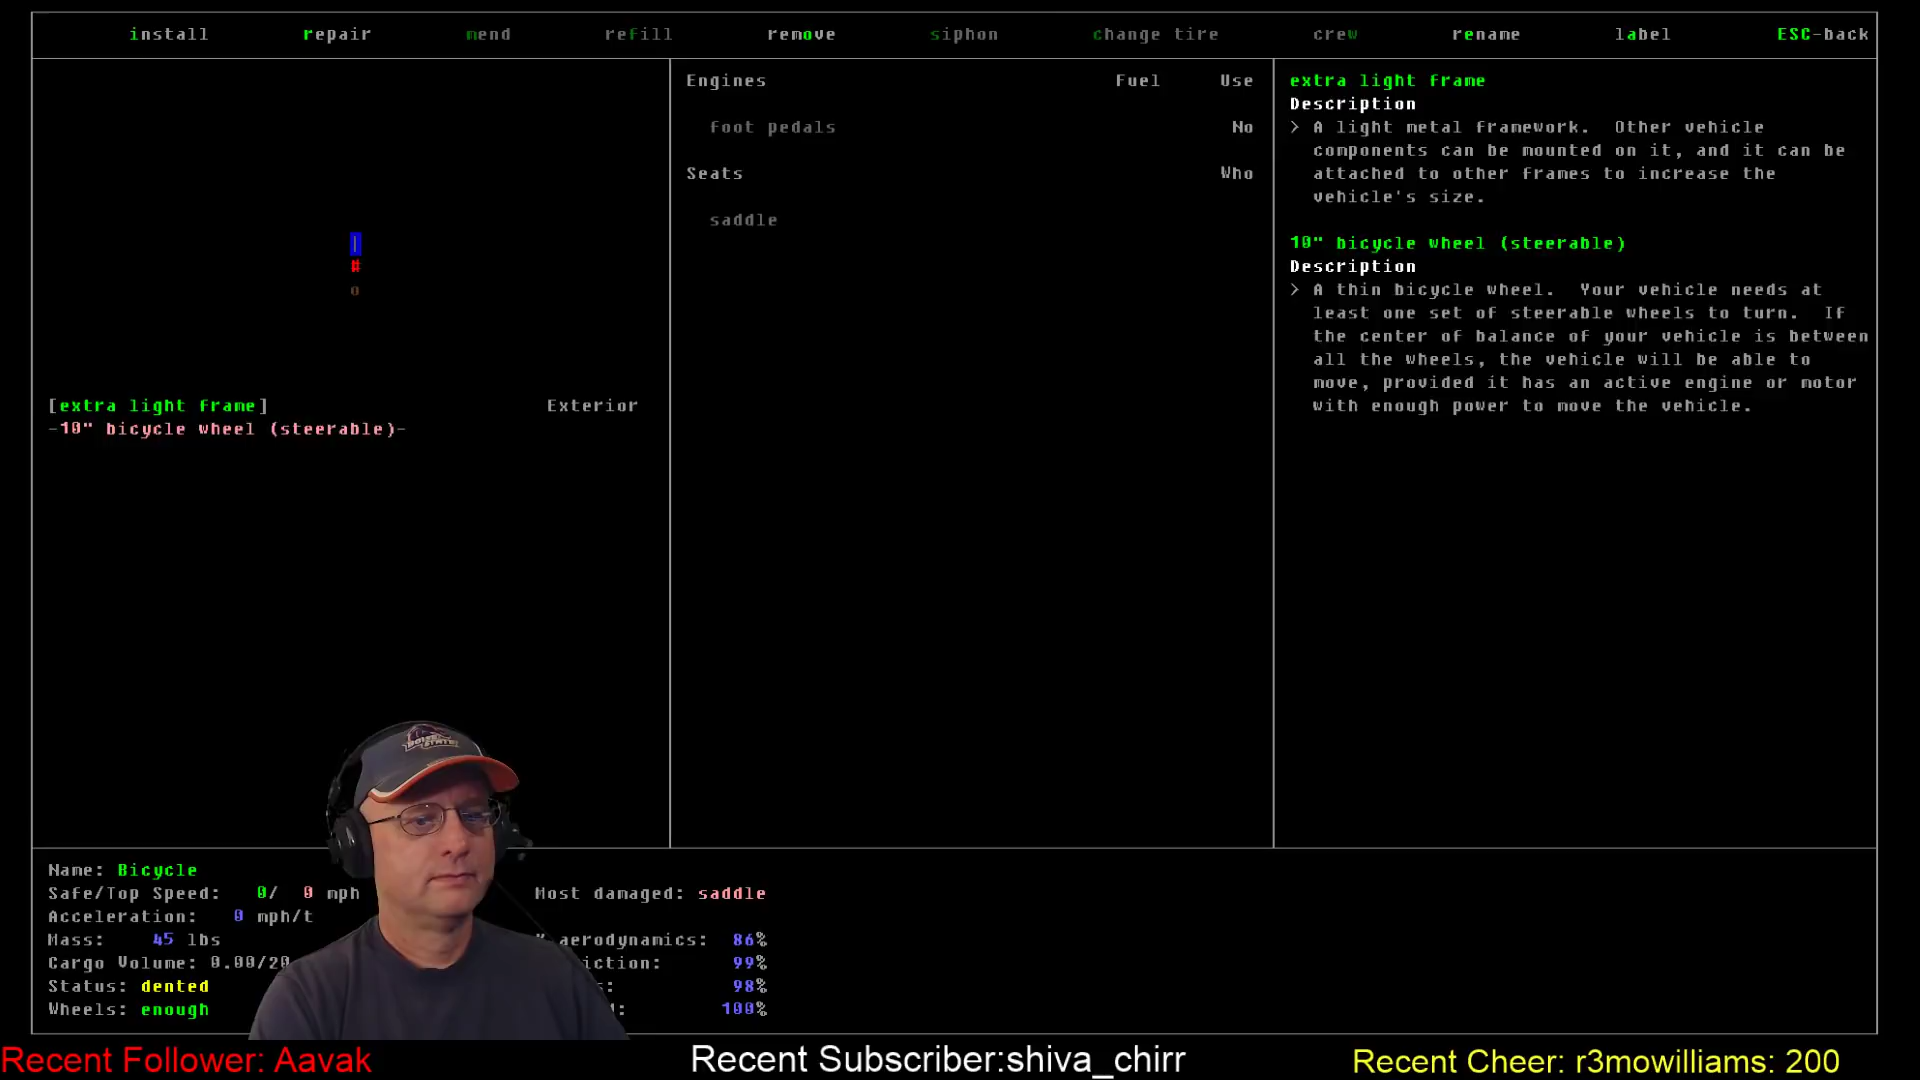 install repair mend refill remove siphon change tire crew rename label ESC-back
|
#
o
[extra light frame] Exterior
-10" bicycle wheel (steerable)-
Engines Fuel Use
foot pedals No
Seats Who
saddle
extra light frame
Description
> A light metal framework. Other vehicle
components can be mounted on it, and it can be
attached to other frames to increase the
vehicle's size.
10" bicycle wheel (steerable)
Description
> A thin bicycle wheel. Your vehicle needs at
least one set of steerable wheels to turn. If
the center of balance of your vehicle is between
all the wheels, the vehicle will be able to
move, provided it has an active engine or motor
with enough power to move the vehicle.
Name: Bicycle
Safe/Top Speed: 0/ 0 mph Most damaged: saddle
Acceleration: 0 mph/t
Mass: 45 lbs aerodynamics: 86%
Cargo Volume: 0.00/20 iction: 99%
Status: dented 98%
Wheels: enough 100%
BOISE STATE
Recent Follower: Aavak
Recent Subscriber:shiva_chirr
Recent Cheer: r3mowilliams: 200